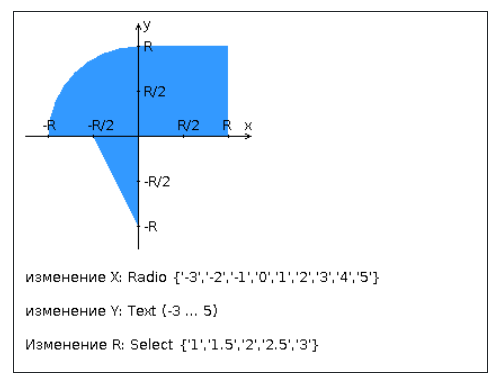 y
R
R/2
-R -R/2 R/2 R x
-R/2
-R
изменение X: Radio {'-3','-2','-1','0','1','2','3','4','5'}
изменение Y: Text (-3 ... 5)
Изменение R: Select {'1','1.5','2','2.5','3'}